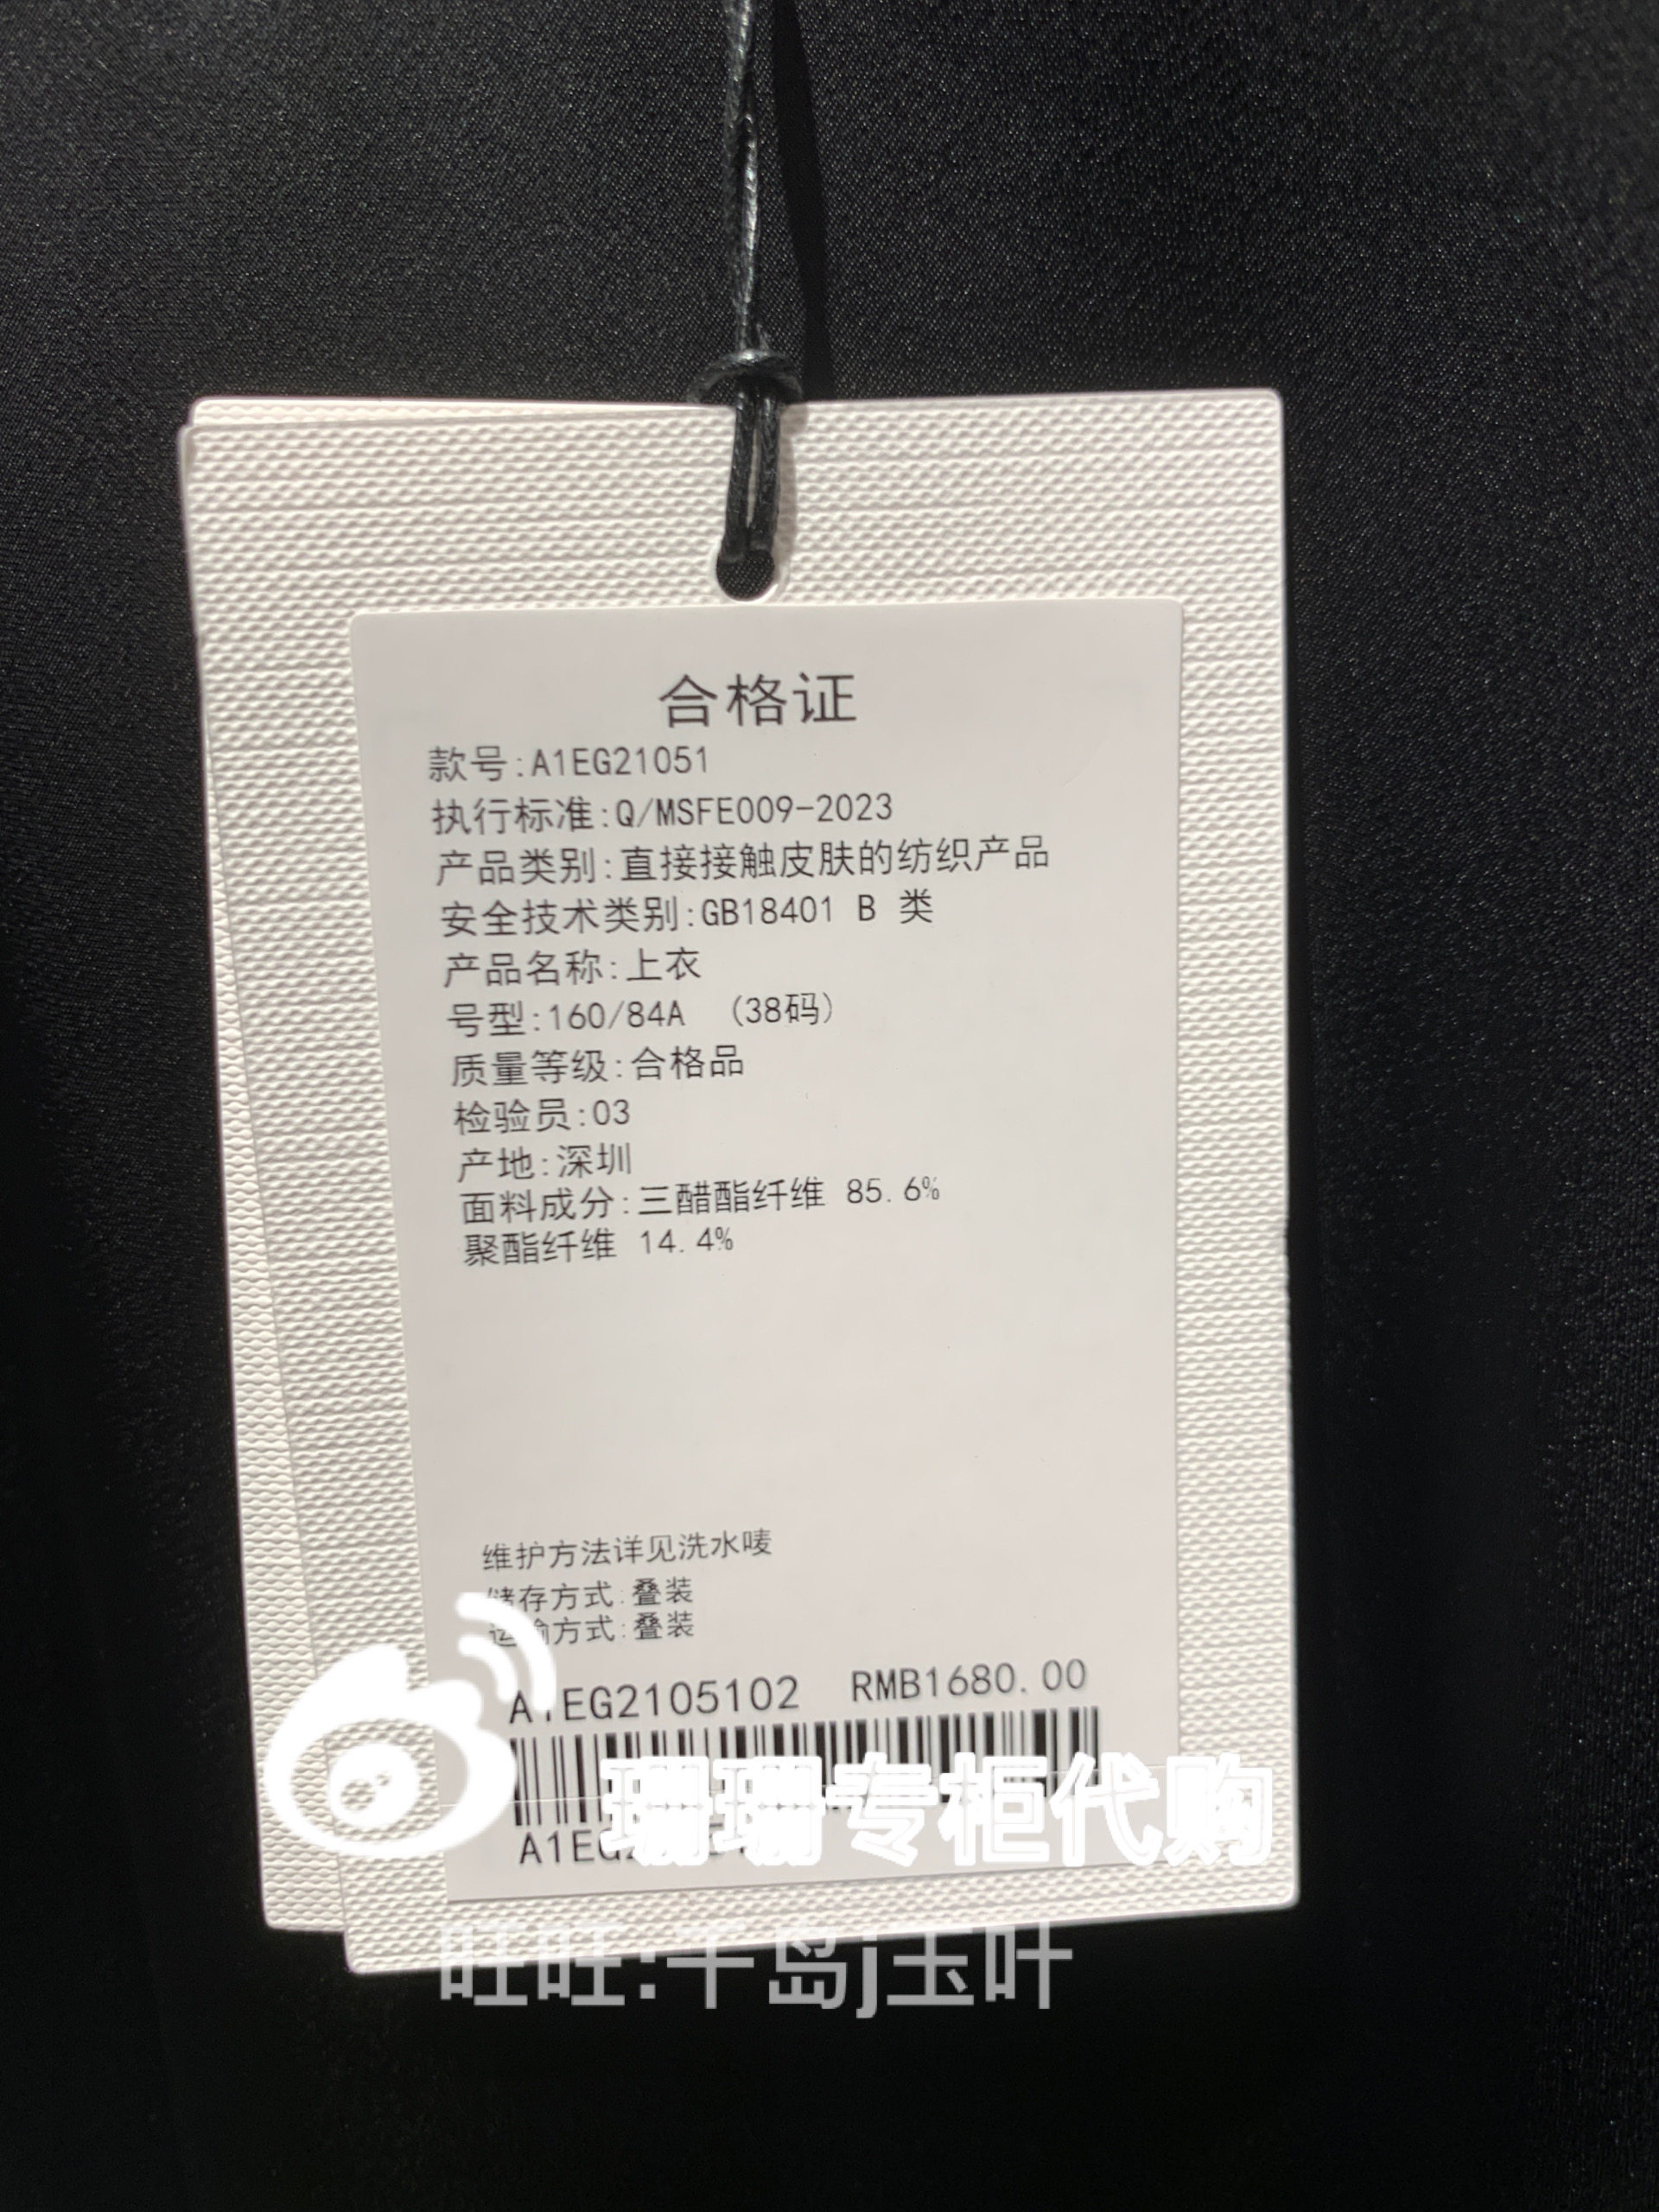 合格证
款号:A1EG21051
执行标准:Q/MSFE009-2023
产品类别:直接接触皮肤的纺织产品
安全技术类别:GB18401 B 类
产品名称:上衣
号型:160/84A （38码）
质量等级:合格品
检验员:03
产地:深圳
面料成分:三醋酯纤维 85.6%
聚酯纤维 14.4%
维护方法详见洗水唛
储存方式:叠装
运输方式:叠装
A1EG2105102 RMB1680.00
珊珊专柜代购
旺旺:千岛j玉叶